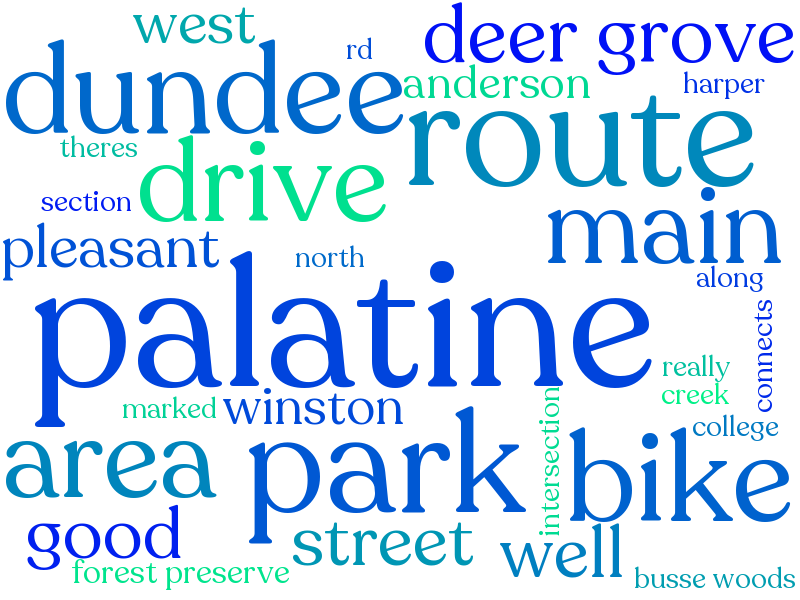 west
rd
deer grove
dundee
anderson
harper
route
theres
drive
section
main
pleasant
north
along
palatine
connects
really
creek
marked
winston
intersection
college
area
park
bike
good
street
well
forest preserve
busse woods